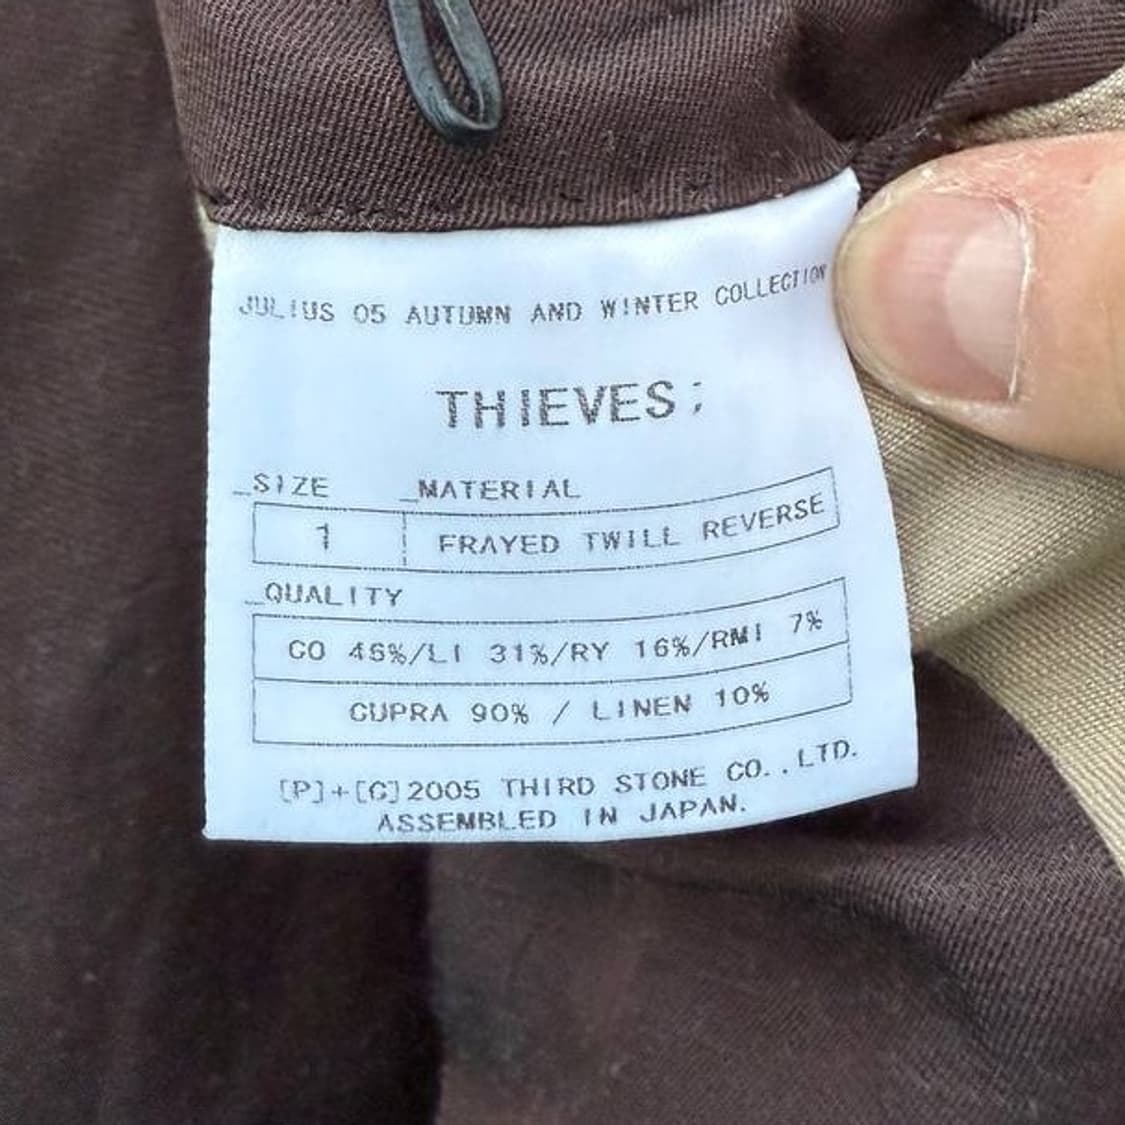 JULIUS 05 AUTUMN AND WINTER COLLECTION
THIEVES;
_SIZE _MATERIAL
1 FRAYED TWILL REVERSE
_QUALITY
CO 46%/LI 31%/RY 16%/RMI 7%
CUPRA 90% / LINEN 10%
[P]+[C]2005 THIRD STONE CO.,LTD.
ASSEMBLED IN JAPAN.